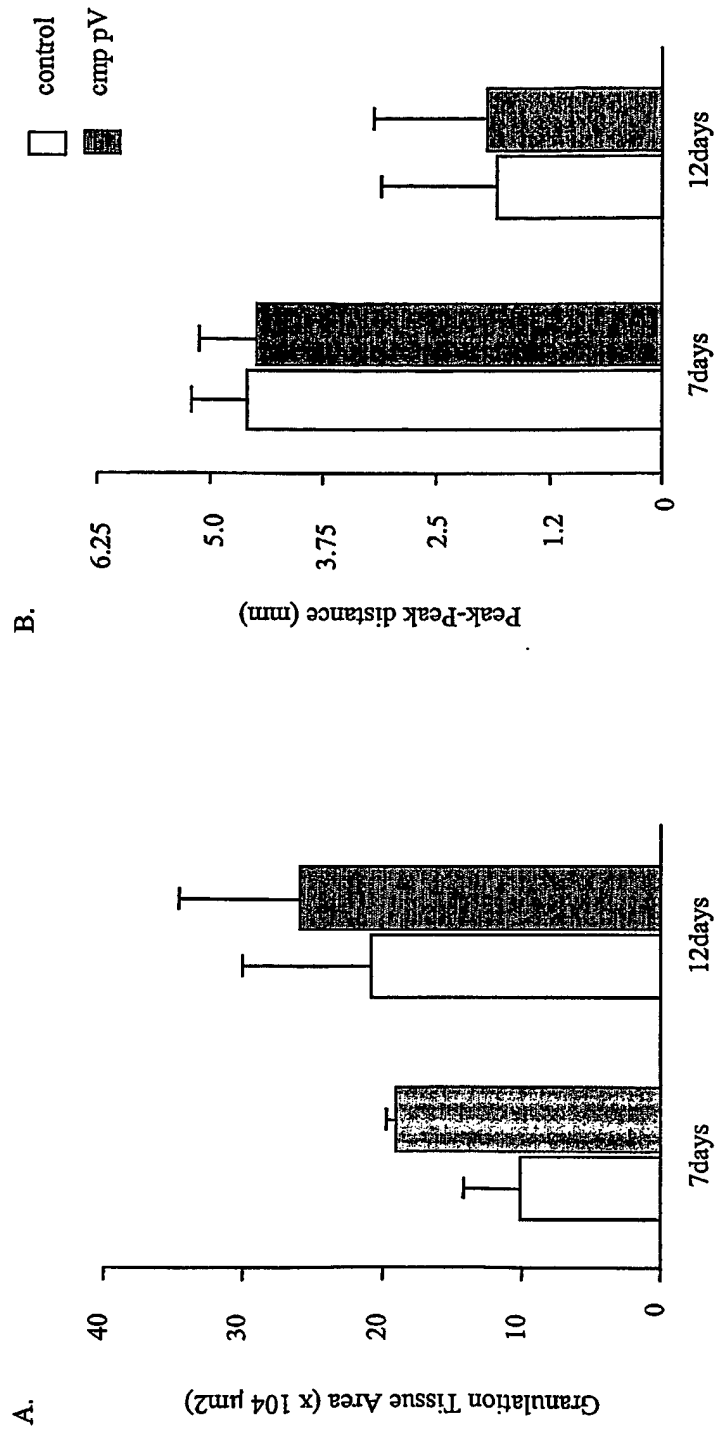 A.
Granulation Tissue Area (x 104 µm2)
40
30
20
10
0
7days
12days
B.
control
cmp pV
Peak-Peak distance (mm)
6.25
5.0
3.75
2.5
1.2
0
7days
12days